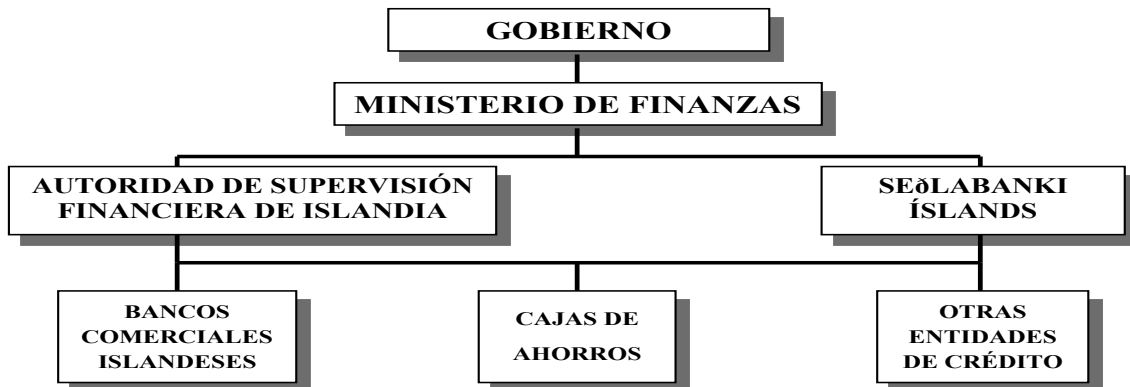 GOBIERNO
MINISTERIO DE FINANZAS
AUTORIDAD DE SUPERVISIÓN
FINANCIERA DE ISLANDIA
SEðLABANKI
ÍSLANDS
BANCOS
COMERCIALES
ISLANDESES
CAJAS DE
AHORROS
OTRAS
ENTIDADES
DE CRÉDITO